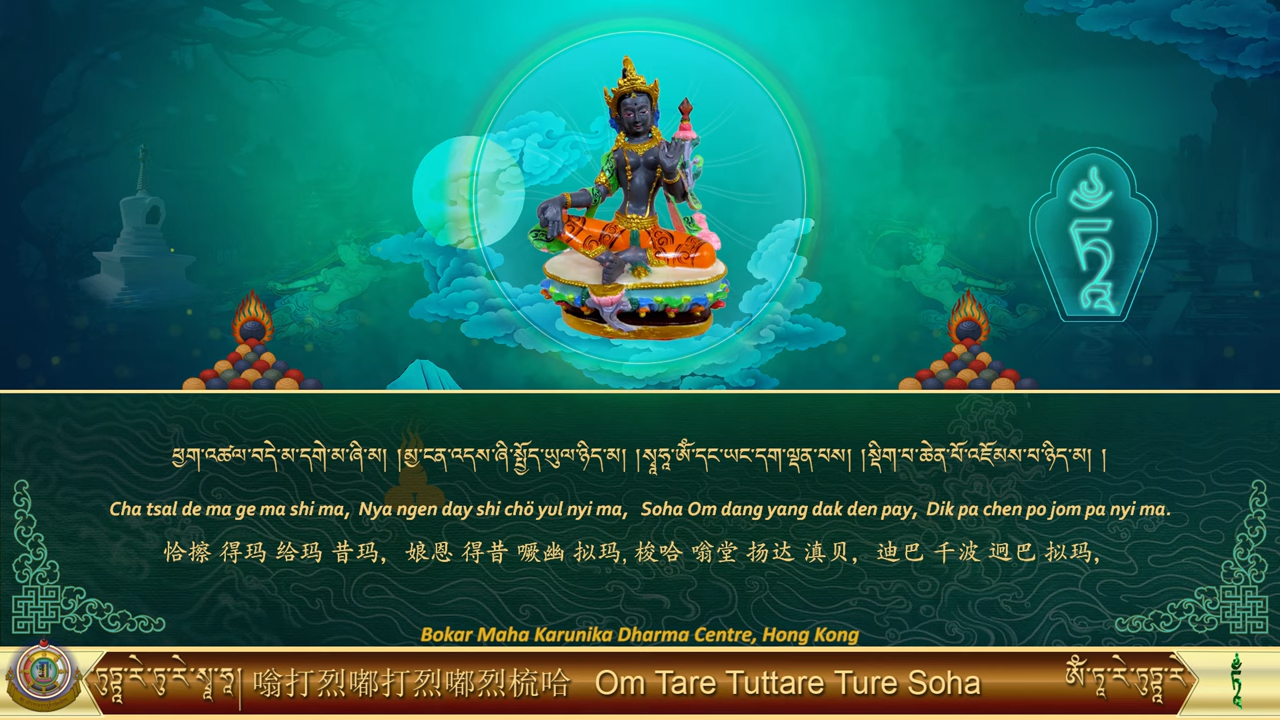 ཏཱཾ
ཕྱག་འཚལ་བདེ་མ་དགེ་མ་ཞི་མ། །མྱ་ངན་འདས་ཞི་སྤྱོད་ཡུལ་ཉིད་མ། །སྭཱ་ཧཱ་ཨོཾ་དང་ཡང་དག་ལྡན་པས། །སྡིག་པ་ཆེན་པོ་འཇོམས་པ་ཉིད་མ། །
Cha tsal de ma ge ma shi ma, Nya ngen day shi chö yul nyi ma, Soha Om dang yang dak den pay, Dik pa chen po jom pa nyi ma.
恰擦 得玛 给玛 昔玛, 娘恩 得昔 噘幽 拟玛, 梭哈 嗡堂 扬达 滇贝, 迪巴 千波 迥巴 拟玛,
Bokar Maha Karunika Dharma Centre, Hong Kong
ཏུཏྟཱ་རེ་ཏུ་རེ་སྭཱ་ཧཱ། 嗡打烈嘟打烈嘟烈梳哈 Om Tare Tuttare Ture Soha ཨོཾ་ཏཱ་རེ་ཏུཏྟཱ་རེ